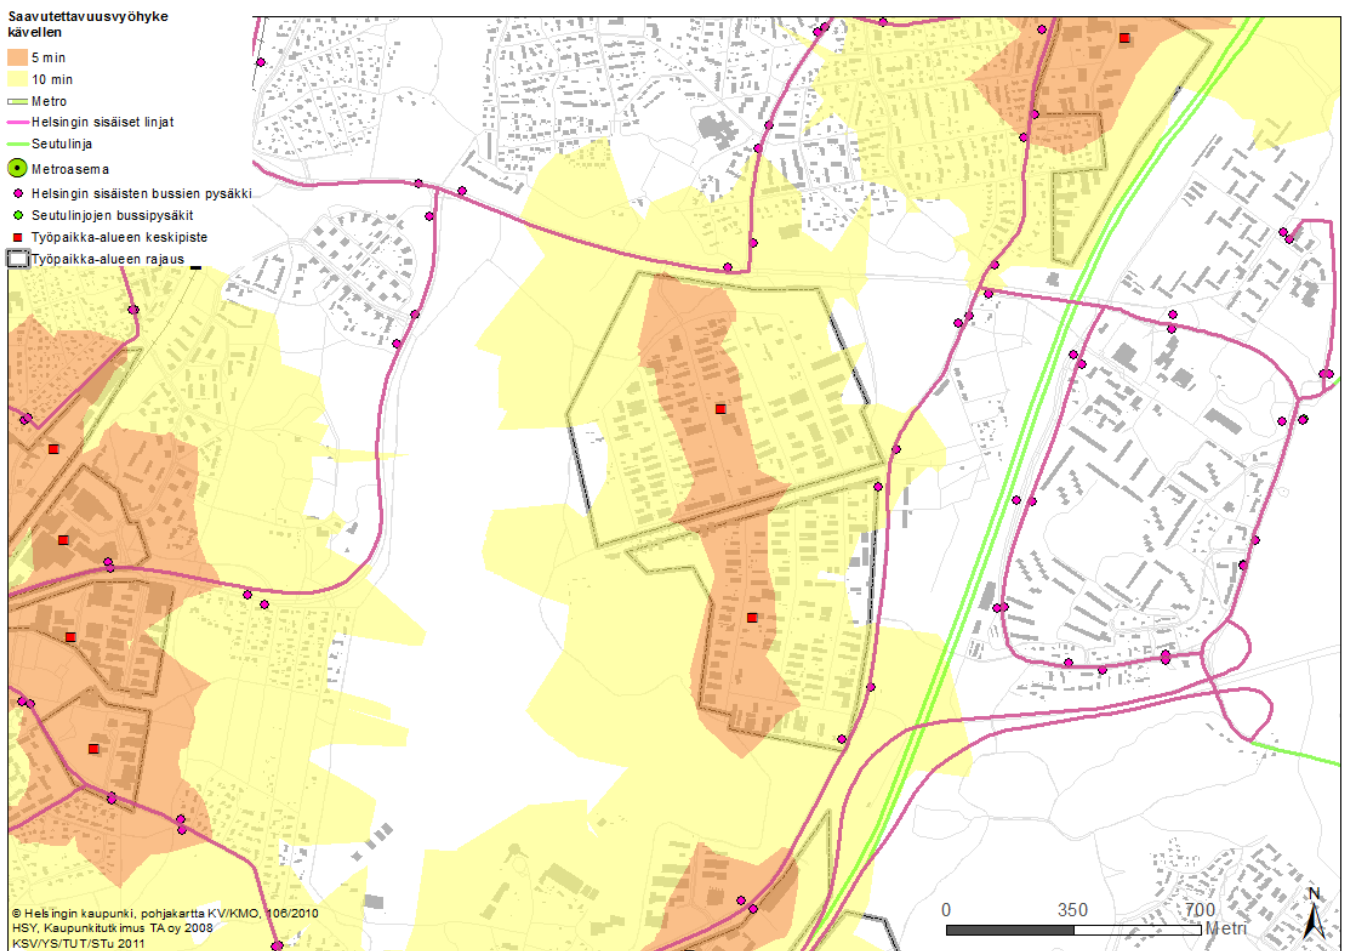 Saavutettavuusvyöhyke
kävellen
5 min
10 min
Metro
Helsingin sisäiset linjat
Seutulinja
Metroasema
Helsingin sisäisten bussien pysäkki
Seutulinjojen bussipysäkit
Työpaikka-alueen keskipiste
Työpaikka-alueen rajaus
© Helsingin kaupunki, pohjakartta KV/KMO, 106/2010
HSY, Kaupunkitutkimus TA oy 2008
KSV/YS/TUT/STu 2011
0 350 700
Metri
N